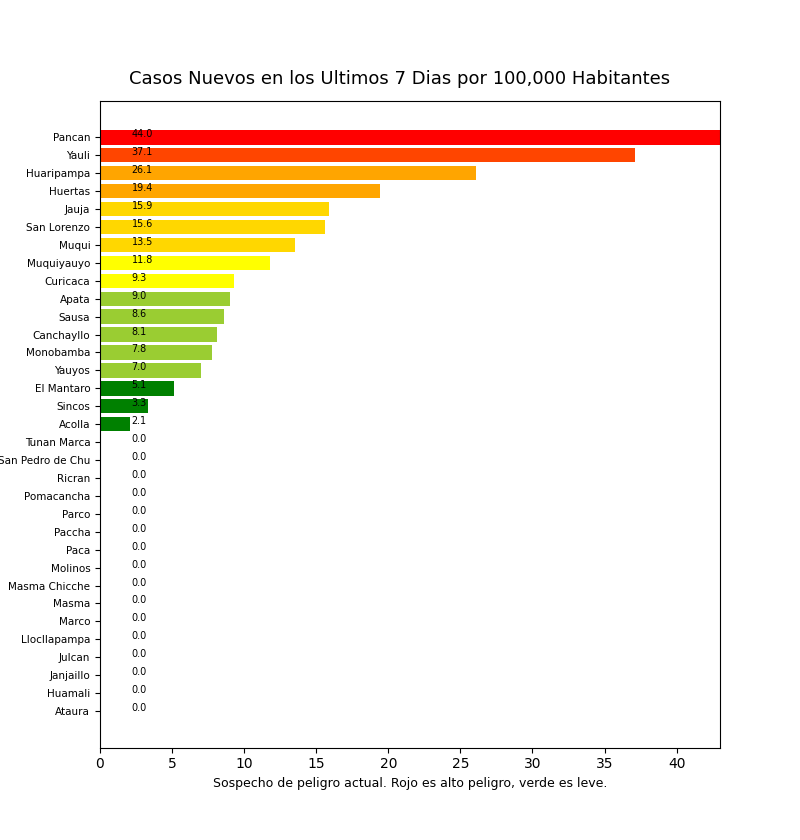 Casos Nuevos en los Ultimos 7 Dias por 100,000 Habitantes
Pancan 44.0
Yauli 37.1
Huaripampa 26.1
Huertas 19.4
Jauja 15.9
San Lorenzo 15.6
Muqui 13.5
Muquiyauyo 11.8
Curicaca 9.3
Apata 9.0
Sausa 8.6
Canchayllo 8.1
Monobamba 7.8
Yauyos 7.0
El Mantaro 5.1
Sincos 3.3
Acolla 2.1
Tunan Marca 0.0
San Pedro de Chu 0.0
Ricran 0.0
Pomacancha 0.0
Parco 0.0
Paccha 0.0
Paca 0.0
Molinos 0.0
Masma Chicche 0.0
Masma 0.0
Marco 0.0
Llocllapampa 0.0
Julcan 0.0
Janjaillo 0.0
Huamali 0.0
Ataura 0.0
0 5 10 15 20 25 30 35 40
Sospecho de peligro actual. Rojo es alto peligro, verde es leve.